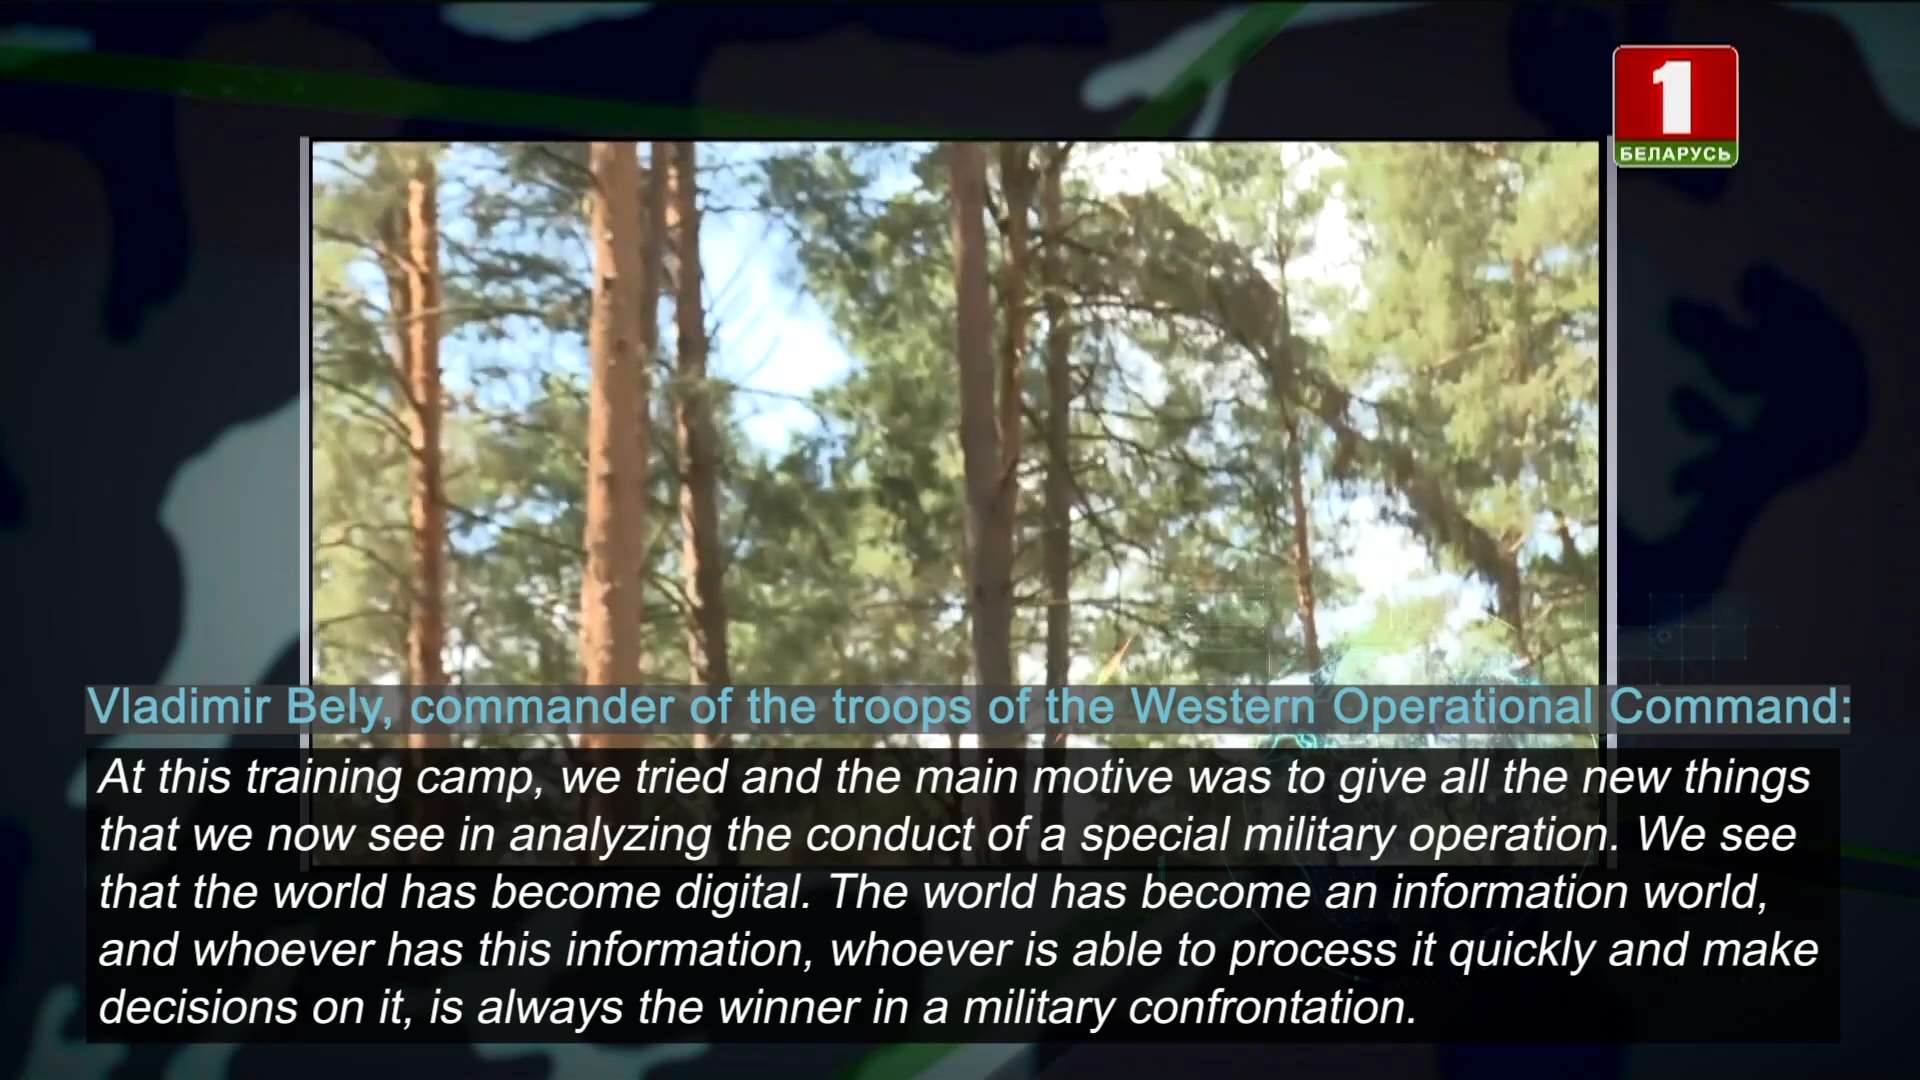 1
БЕЛАРУСЬ
Vladimir Bely, commander of the troops of the Western Operational Command:
At this training camp, we tried and the main motive was to give all the new things
that we now see in analyzing the conduct of a special military operation. We see
that the world has become digital. The world has become an information world,
and whoever has this information, whoever is able to process it quickly and make
decisions on it, is always the winner in a military confrontation.